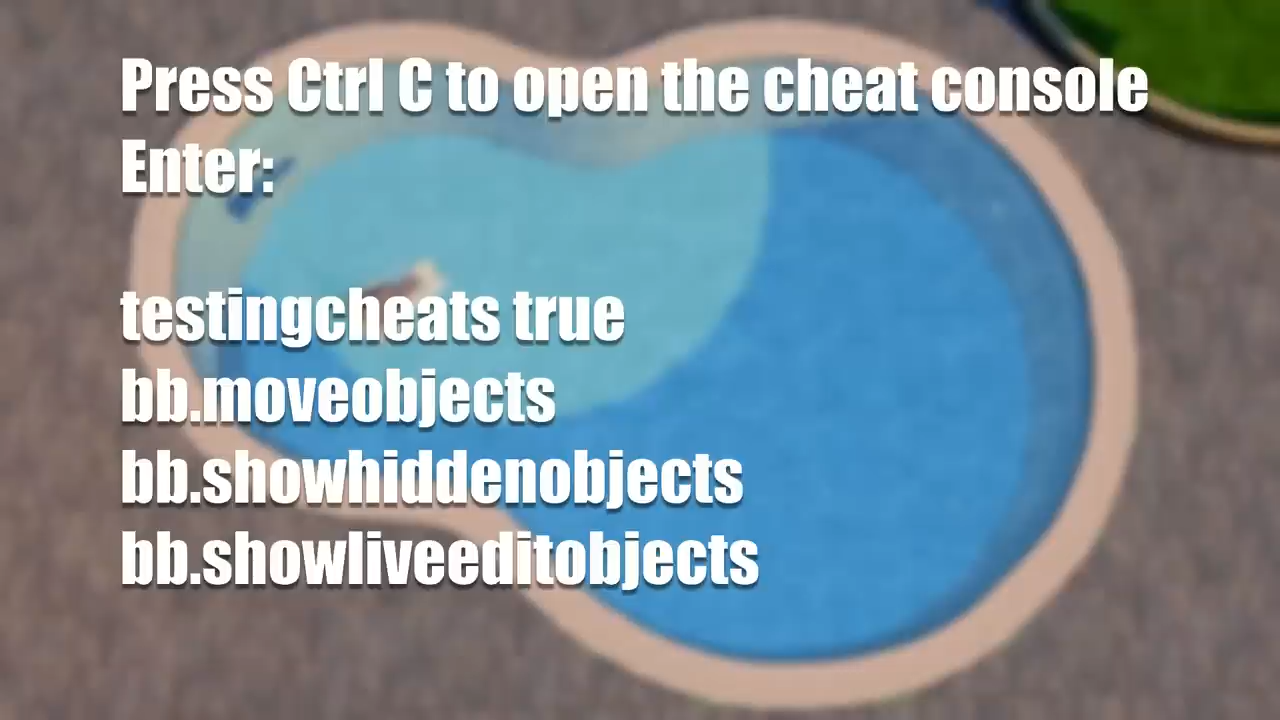 Press Ctrl C to open the cheat console
Enter:
testingcheats true
bb.moveobjects
bb.showhiddenobjects
bb.showliveeditobjects